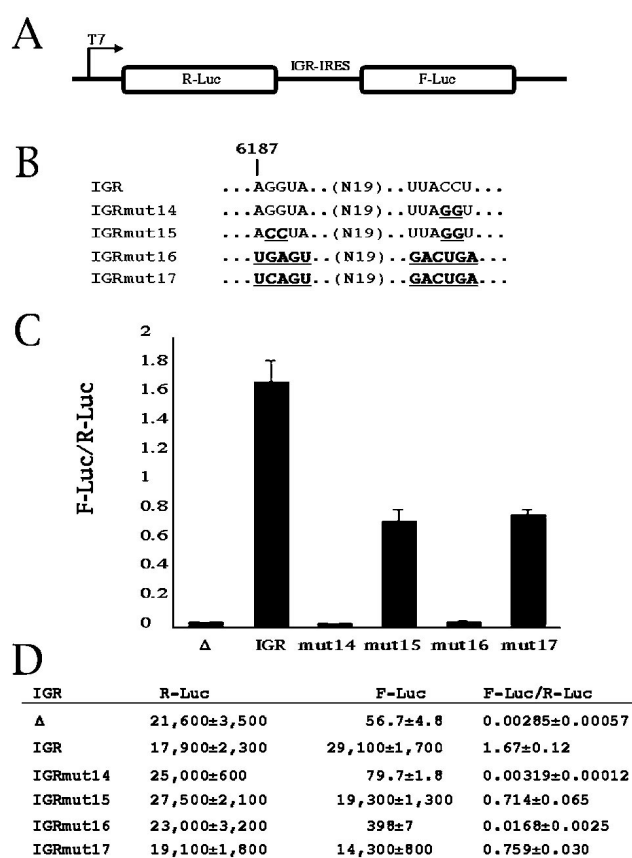 A
T7
R-Luc
IGR-IRES
F-Luc
B
6187
IGR ...AGGUA..(N19)..UUACCU...
IGRmut14 ...AGGUA..(N19)..UUAGGU...
IGRmut15 ...ACCUA..(N19)..UUAGGU...
IGRmut16 ...UGAGU..(N19)..GACUGA...
IGRmut17 ...UCAGU..(N19)..GACUGA...
C
F-Luc/R-Luc
2
1.8
1.6
1.4
1.2
1
0.8
0.6
0.4
0.2
0
Δ IGR mut14 mut15 mut16 mut17
D
IGR R-Luc F-Luc F-Luc/R-Luc
Δ 21,600±3,500 56.7±4.8 0.00285±0.00057
IGR 17,900±2,300 29,100±1,700 1.67±0.12
IGRmut14 25,000±600 79.7±1.8 0.00319±0.00012
IGRmut15 27,500±2,100 19,300±1,300 0.714±0.065
IGRmut16 23,000±3,200 398±7 0.0168±0.0025
IGRmut17 19,100±1,800 14,300±800 0.759±0.030